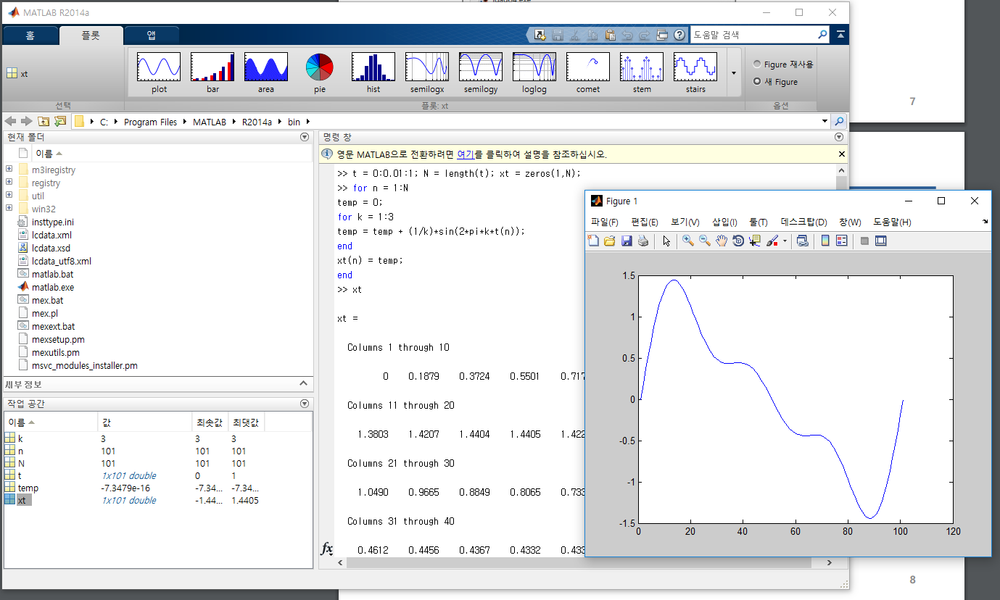 MATLAB R2014a
홈 플롯 앱
도움말 검색
xt
plot bar area pie hist semilogx semilogy loglog comet stem stairs
Figure 재사용
새 Figure
선택 플롯: xt 옵션
7
C: Program Files MATLAB R2014a bin
현재 폴더
이름
m3iregistry
registry
util
win32
insttype.ini
lcdata.xml
lcdata.xsd
lcdata_utf8.xml
matlab.bat
matlab.exe
mex.bat
mex.pl
mexext.bat
mexsetup.pm
mexutils.pm
msvc_modules_installer.pm
세부 정보
작업 공간
이름 값 최솟값 최댓값
k 3 3 3
n 101 101 101
N 101 101 101
t 1x101 double 0 1
temp -7.3479e-16 -7.34... -7.34...
xt 1x101 double -1.44... 1.4405
명령 창
영문 MATLAB으로 전환하려면 여기를 클릭하여 설명을 참조하십시오.
>> t = 0:0.01:1; N = length(t); xt = zeros(1,N);
>> for n = 1:N
temp = 0;
for k = 1:3
temp = temp + (1/k)*sin(2*pi*k*t(n));
end
xt(n) = temp;
end
>> xt
xt =
Columns 1 through 10
0 0.1879 0.3724 0.5501 0.717
Columns 11 through 20
1.3803 1.4207 1.4404 1.4405 1.422
Columns 21 through 30
1.0490 0.9665 0.8849 0.8065 0.733
Columns 31 through 40
fx 0.4612 0.4456 0.4367 0.4332 0.433
Figure 1
파일(F) 편집(E) 보기(V) 삽입(I) 툴(T) 데스크탑(D) 창(W) 도움말(H)
1.5
1
0.5
0
-0.5
-1
-1.5
0 20 40 60 80 100 120
8